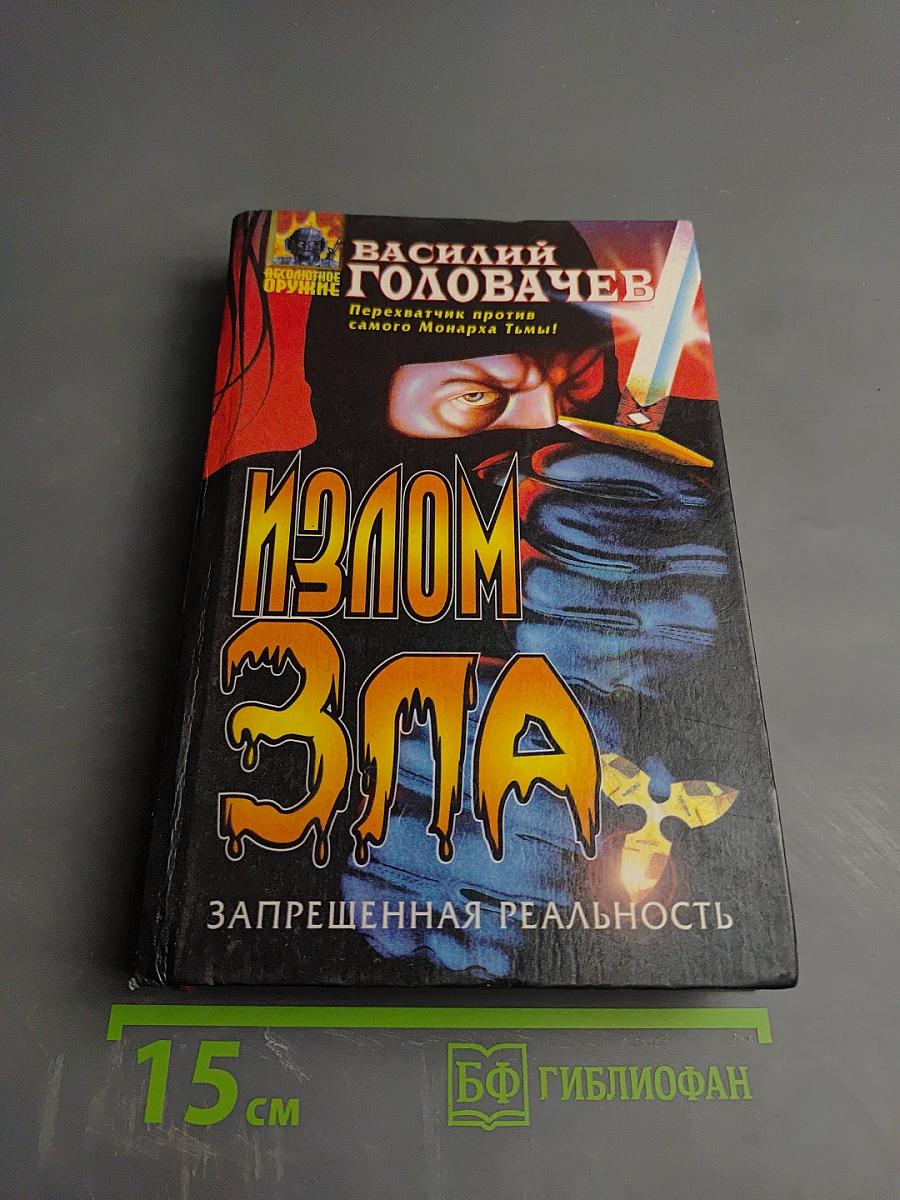 АБСОЛЮТНОЕ
ОРУЖИЕ
ВАСИЛИЙ
ГОЛОВАЧЕВ
Перехватчик против
самого Монарха Тьмы!
ИЗЛОМ
ЗЛА
ЗАПРЕЩЕННАЯ РЕАЛЬНОСТЬ
15 см
БФ ГИБЛИОФАН